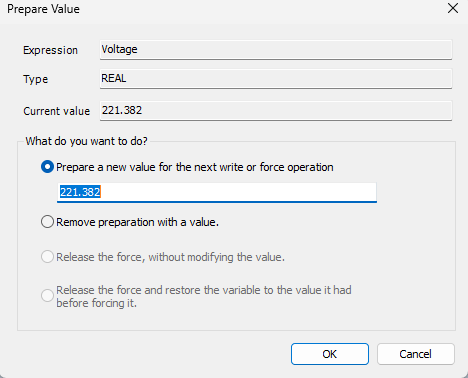 Prepare Value
Expression Voltage
Type REAL
Current value 221.382
What do you want to do?
Prepare a new value for the next write or force operation
221.382
Remove preparation with a value.
Release the force, without modifying the value.
Release the force and restore the variable to the value it had
before forcing it.
OK Cancel